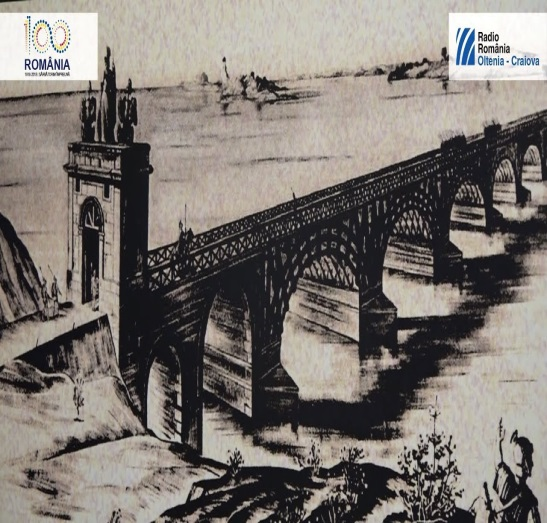 100
ROMÂNIA
Radio
România
Oltenia - Craiova